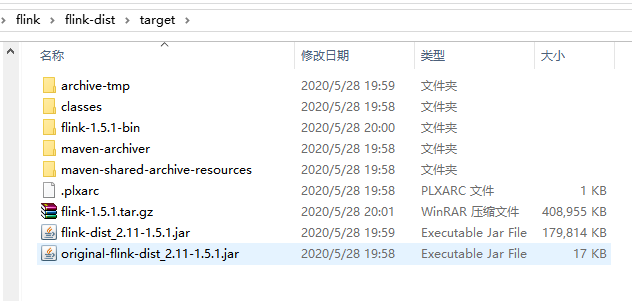 flink > flink-dist > target >
名称 修改日期 类型 大小
archive-tmp 2020/5/28 19:59 文件夹
classes 2020/5/28 19:58 文件夹
flink-1.5.1-bin 2020/5/28 20:00 文件夹
maven-archiver 2020/5/28 19:58 文件夹
maven-shared-archive-resources 2020/5/28 19:58 文件夹
.plxarc 2020/5/28 19:58 PLXARC 文件 1 KB
flink-1.5.1.tar.gz 2020/5/28 20:01 WinRAR 压缩文件 408,955 KB
flink-dist_2.11-1.5.1.jar 2020/5/28 19:59 Executable Jar File 179,814 KB
original-flink-dist_2.11-1.5.1.jar 2020/5/28 19:58 Executable Jar File 17 KB